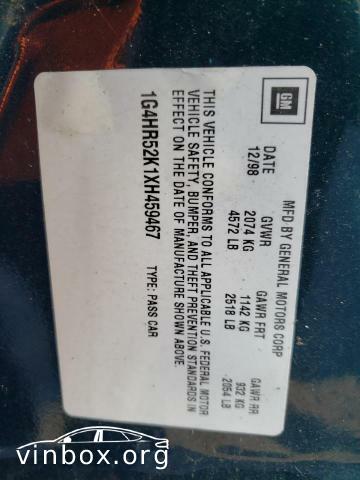 GM
MFD BY GENERAL MOTORS CORP
DATE GVWR GAWR FRT GAWR RR
12/98 2074 KG 1142 KG 932 KG
4572 LB 2518 LB 2054 LB
THIS VEHICLE CONFORMS TO ALL APPLICABLE U.S. FEDERAL MOTOR
VEHICLE SAFETY, BUMPER, AND THEFT PREVENTION STANDARDS IN
EFFECT ON THE DATE OF MANUFACTURE SHOWN ABOVE.
1G4HR52K1XH459467 TYPE: PASS CAR
vinbox.org